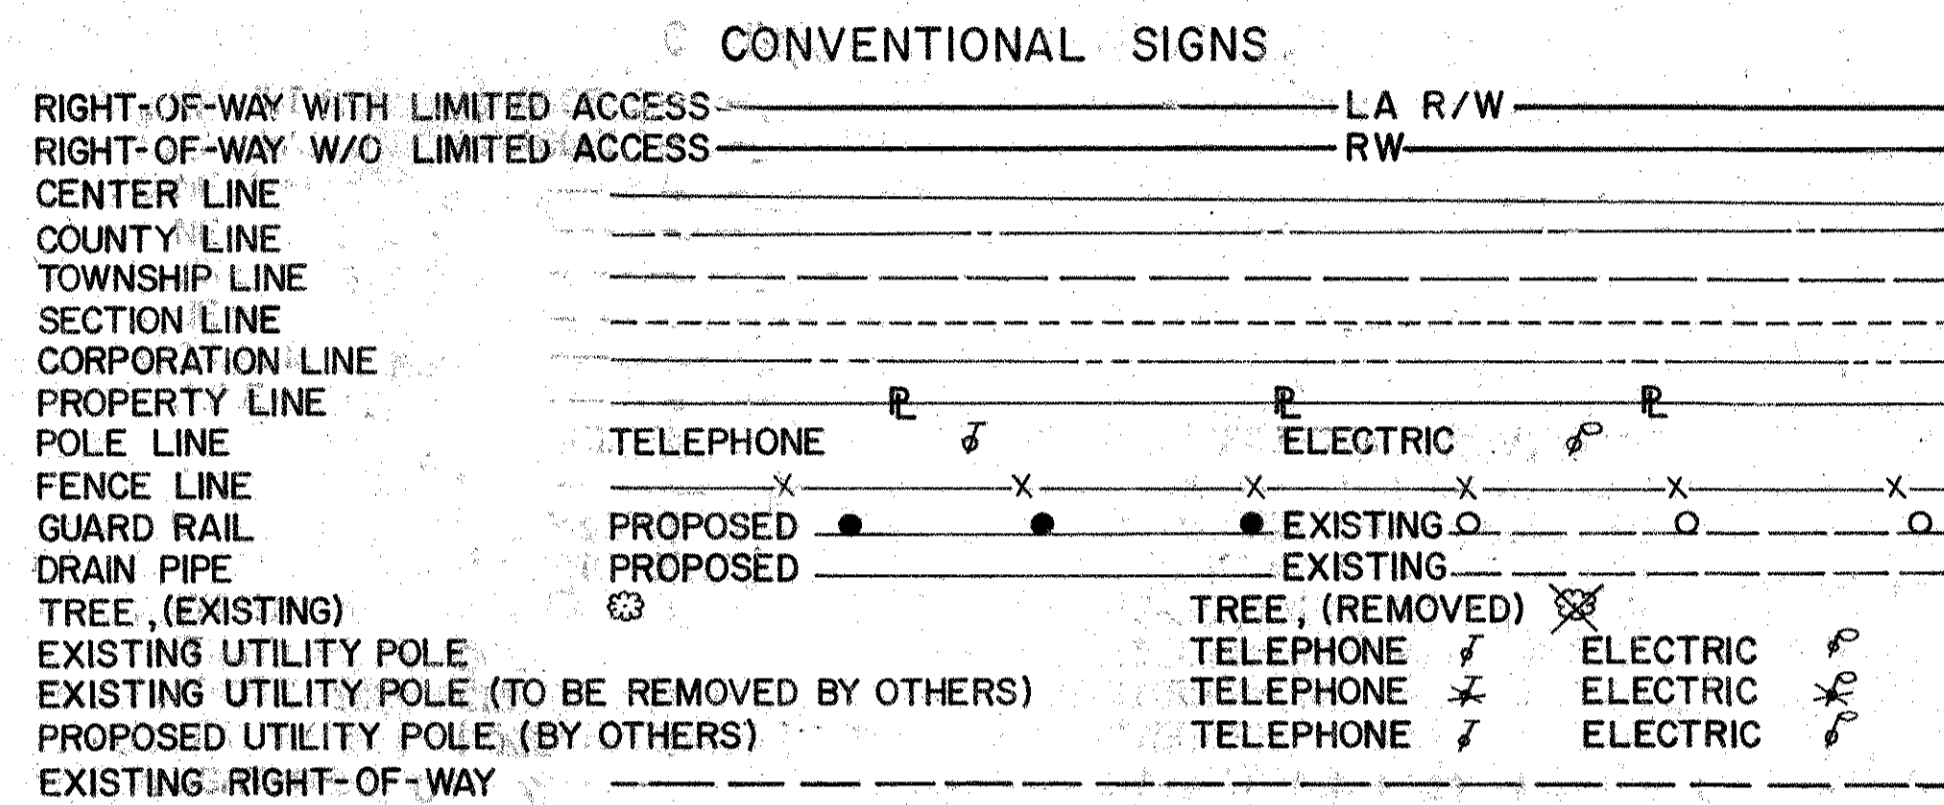 CONVENTIONAL SIGNS
RIGHT-OF-WAY WITH LIMITED ACCESS LA R/W
RIGHT-OF-WAY W/O LIMITED ACCESS RW
CENTER LINE
COUNTY LINE
TOWNSHIP LINE
SECTION LINE
CORPORATION LINE
PROPERTY LINE PL PL PL
POLE LINE TELEPHONE ELECTRIC
FENCE LINE X X X X X X
GUARD RAIL PROPOSED EXISTING
DRAIN PIPE PROPOSED EXISTING
TREE, (EXISTING) TREE, (REMOVED)
EXISTING UTILITY POLE TELEPHONE ELECTRIC
EXISTING UTILITY POLE (TO BE REMOVED BY OTHERS) TELEPHONE ELECTRIC
PROPOSED UTILITY POLE (BY OTHERS) TELEPHONE ELECTRIC
EXISTING RIGHT-OF-WAY